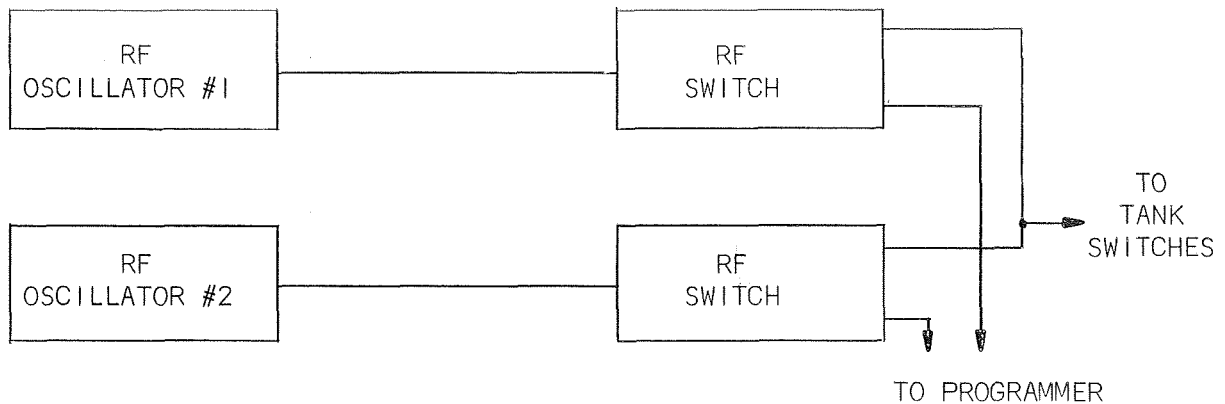 RF
OSCILLATOR #1
RF
SWITCH
TO
TANK
SWITCHES
RF
OSCILLATOR #2
RF
SWITCH
TO PROGRAMMER